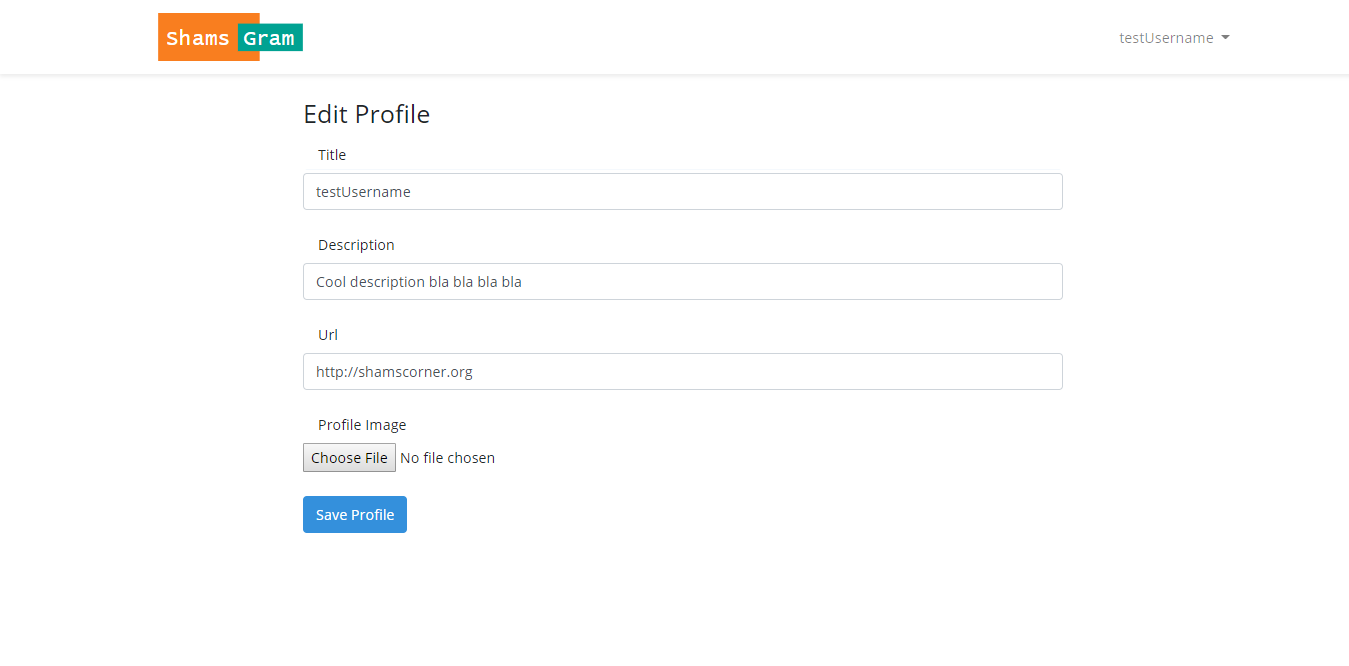 Shams Gram
testUsername
Edit Profile
Title
testUsername
Description
Cool description bla bla bla bla
Url
http://shamscorner.org
Profile Image
Choose File No file chosen
Save Profile